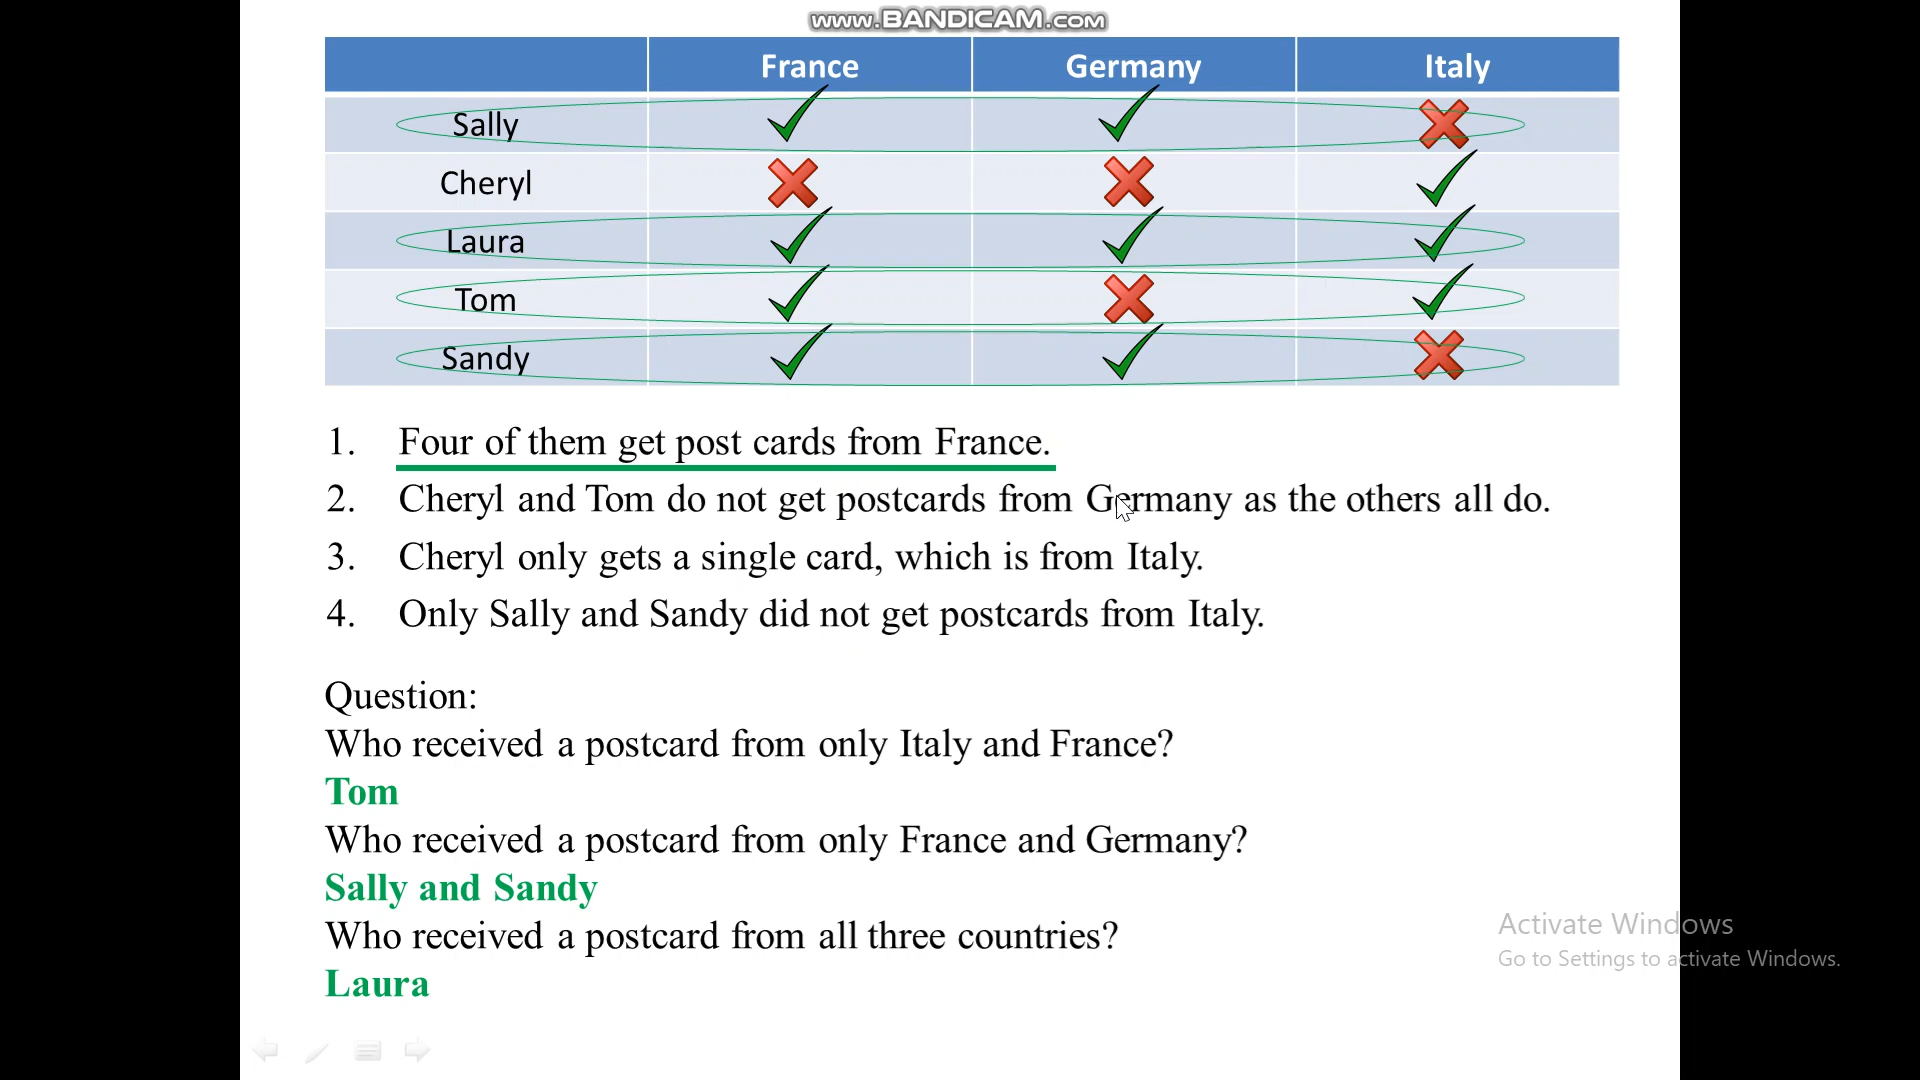 www.BANDICAM.com
France Germany Italy
Sally
Cheryl
Laura
Tom
Sandy
1. Four of them get post cards from France.
2. Cheryl and Tom do not get postcards from Germany as the others all do.
3. Cheryl only gets a single card, which is from Italy.
4. Only Sally and Sandy did not get postcards from Italy.
Question:
Who received a postcard from only Italy and France?
Tom
Who received a postcard from only France and Germany?
Sally and Sandy
Who received a postcard from all three countries?
Laura
Activate Windows
Go to Settings to activate Windows.